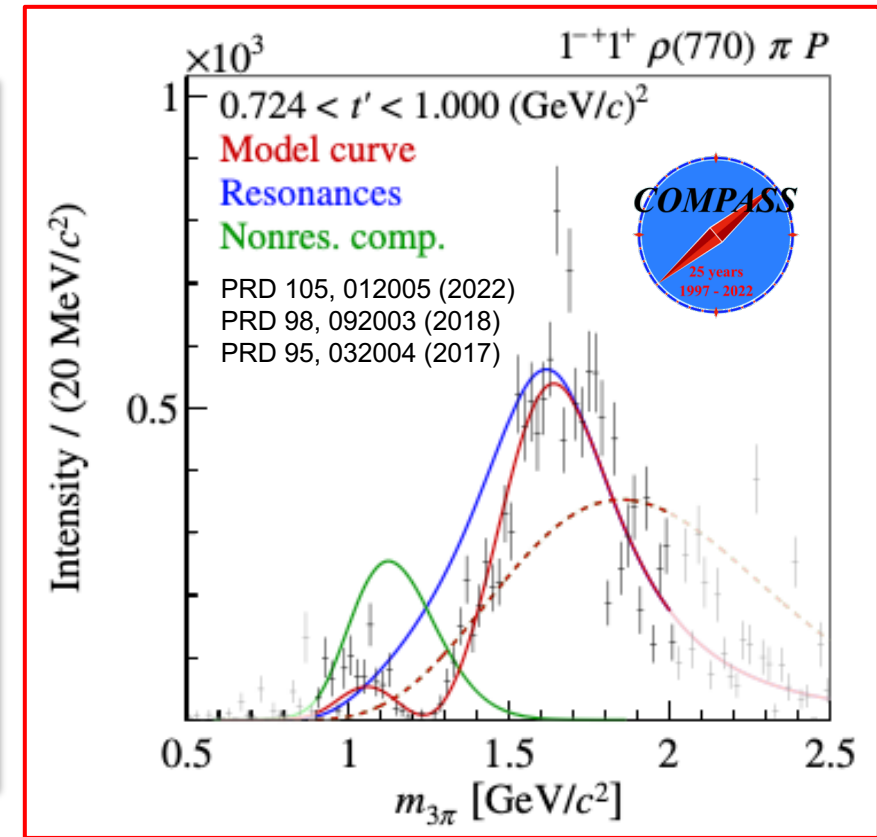 ×10³
1⁻⁺1⁺ ρ(770) π P
1
0.724 < t′ < 1.000 (GeV/c)²
Model curve
Resonances
Nonres. comp.
COMPASS
25 years
1997 - 2022
PRD 105, 012005 (2022)
PRD 98, 092003 (2018)
PRD 95, 032004 (2017)
0.5
Intensity / (20 MeV/c²)
0.5 1 1.5 2 2.5
m₃π [GeV/c²]